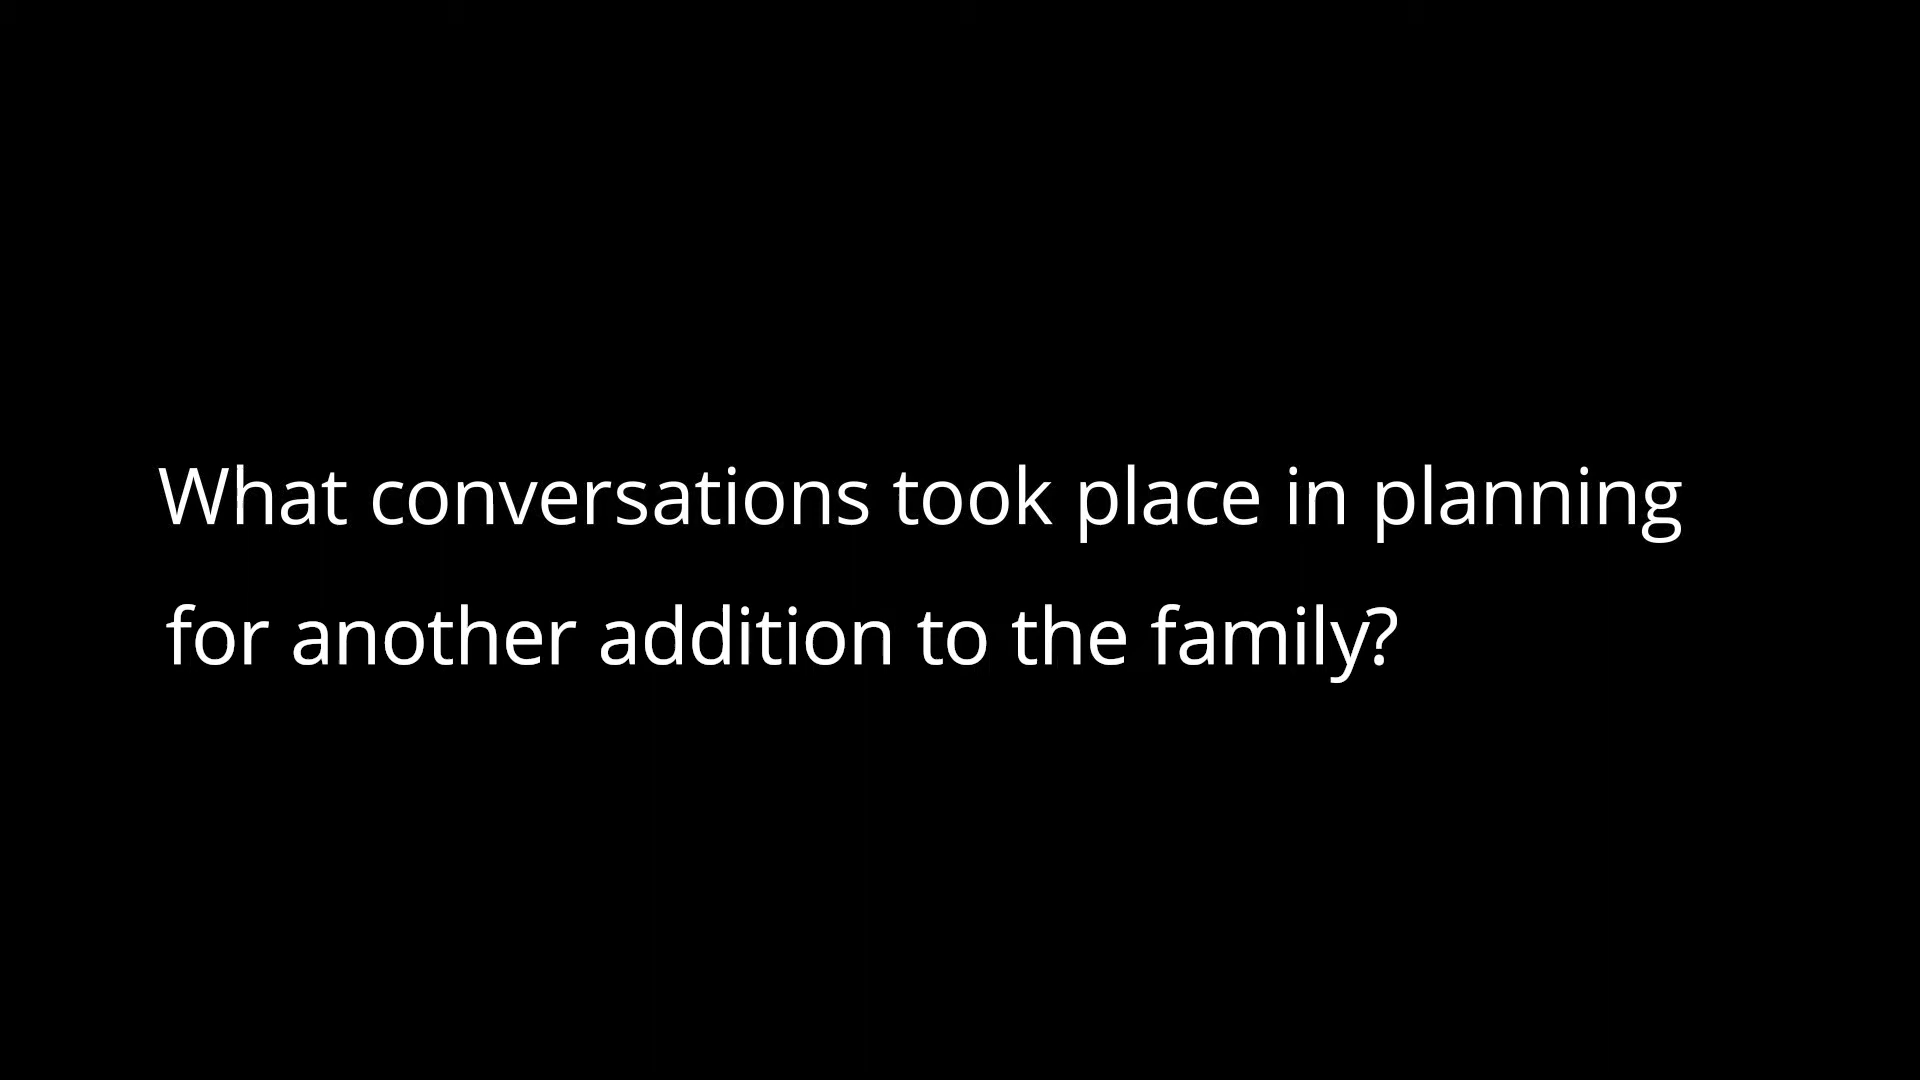 What conversations took place in planning
for another addition to the family?